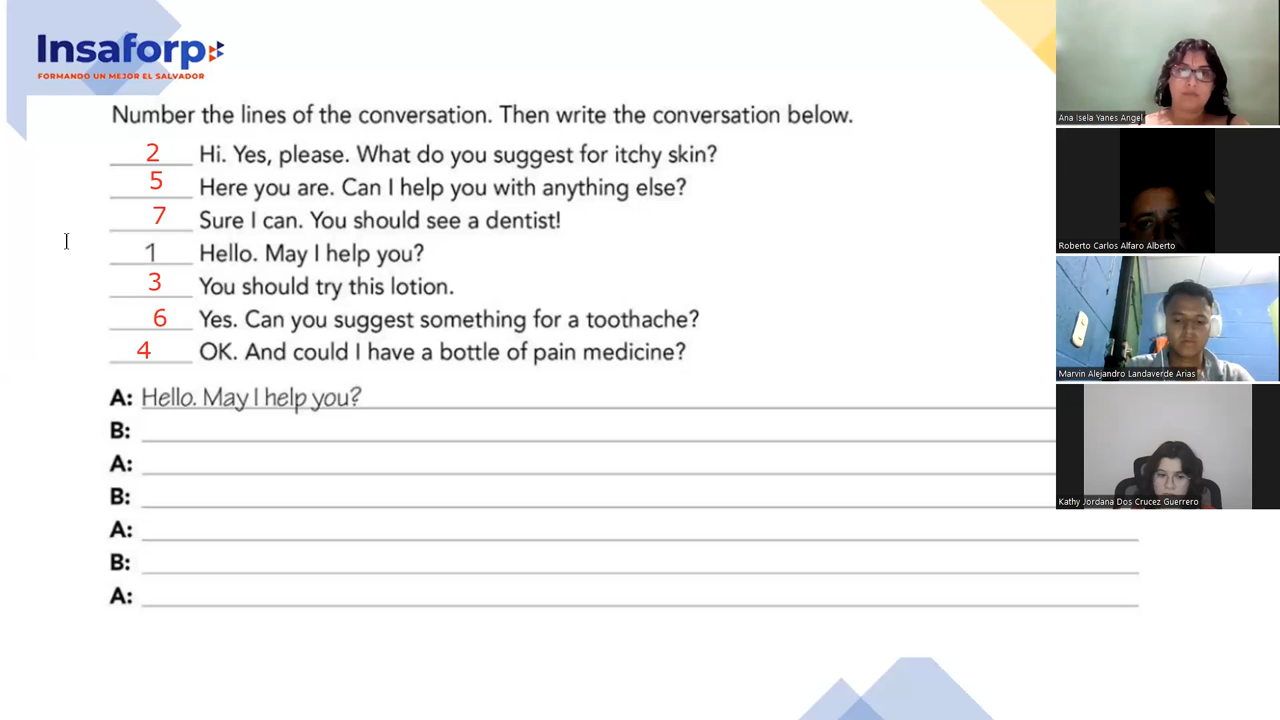 Insaforp
FORMANDO UN MEJOR EL SALVADOR
Number the lines of the conversation. Then write the conversation below.
2 Hi. Yes, please. What do you suggest for itchy skin?
5 Here you are. Can I help you with anything else?
7 Sure I can. You should see a dentist!
1 Hello. May I help you?
3 You should try this lotion.
6 Yes. Can you suggest something for a toothache?
4 OK. And could I have a bottle of pain medicine?
A: Hello. May I help you?
B:
A:
B:
A:
B:
A:
Ana Isela Yanes Angel
Roberto Carlos Alfaro Alberto
Marvin Alejandro Landaverde Arias
Kathy Jordana Dos Crucez Guerrero